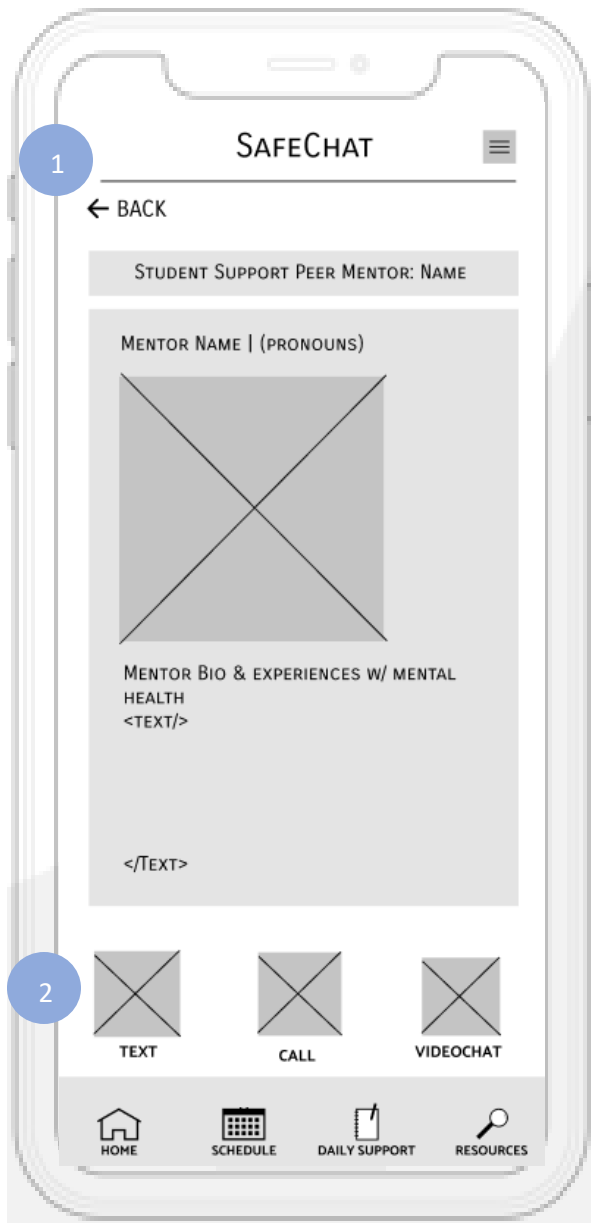 1
SafeChat
← BACK
Student Support Peer Mentor: Name
Mentor Name | (pronouns)
Mentor Bio & experiences w/ mental
health
<text/>
</Text>
2
TEXT
CALL
VIDEOCHAT
HOME
SCHEDULE
DAILY SUPPORT
RESOURCES